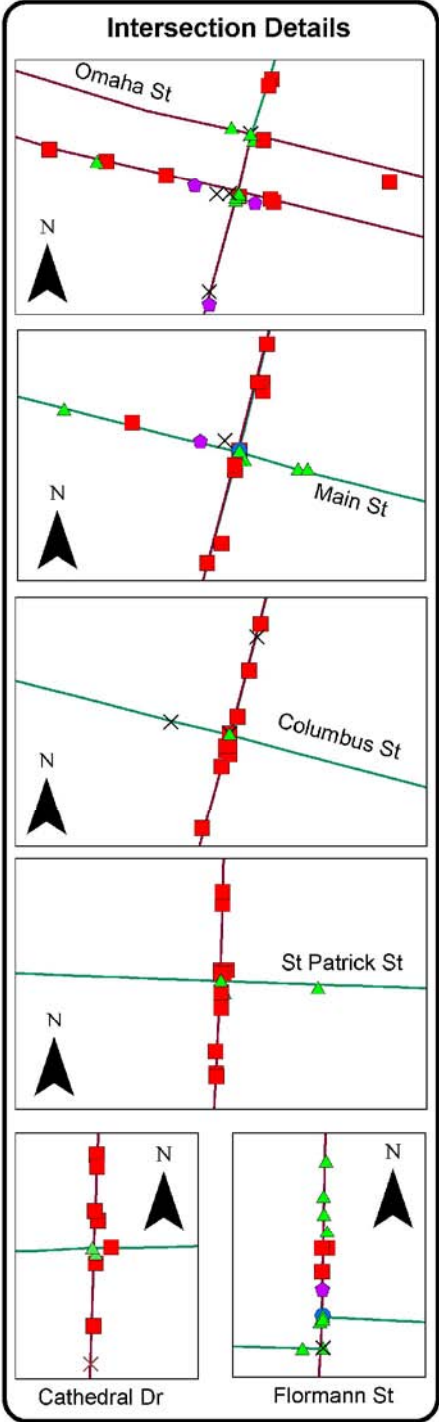 Intersection Details
Omaha St
N
N
Main St
Columbus St
N
St Patrick St
N
N
N
Cathedral Dr
Flormann St